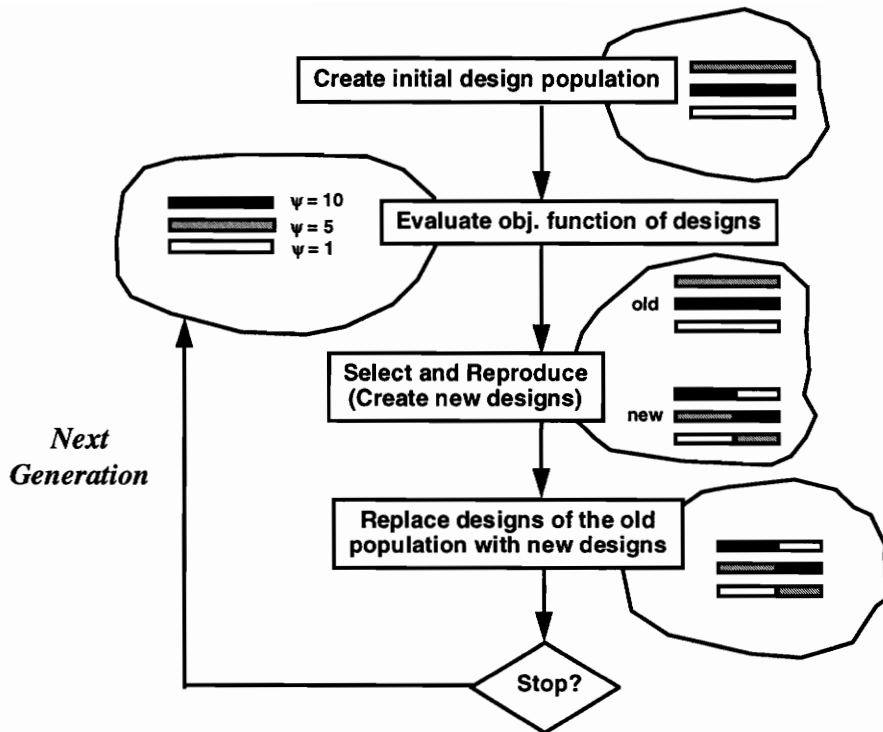 Create initial design population
ψ = 10
ψ = 5
ψ = 1
Evaluate obj. function of designs
old
Select and Reproduce
(Create new designs)
new
Next
Generation
Replace designs of the old
population with new designs
Stop?